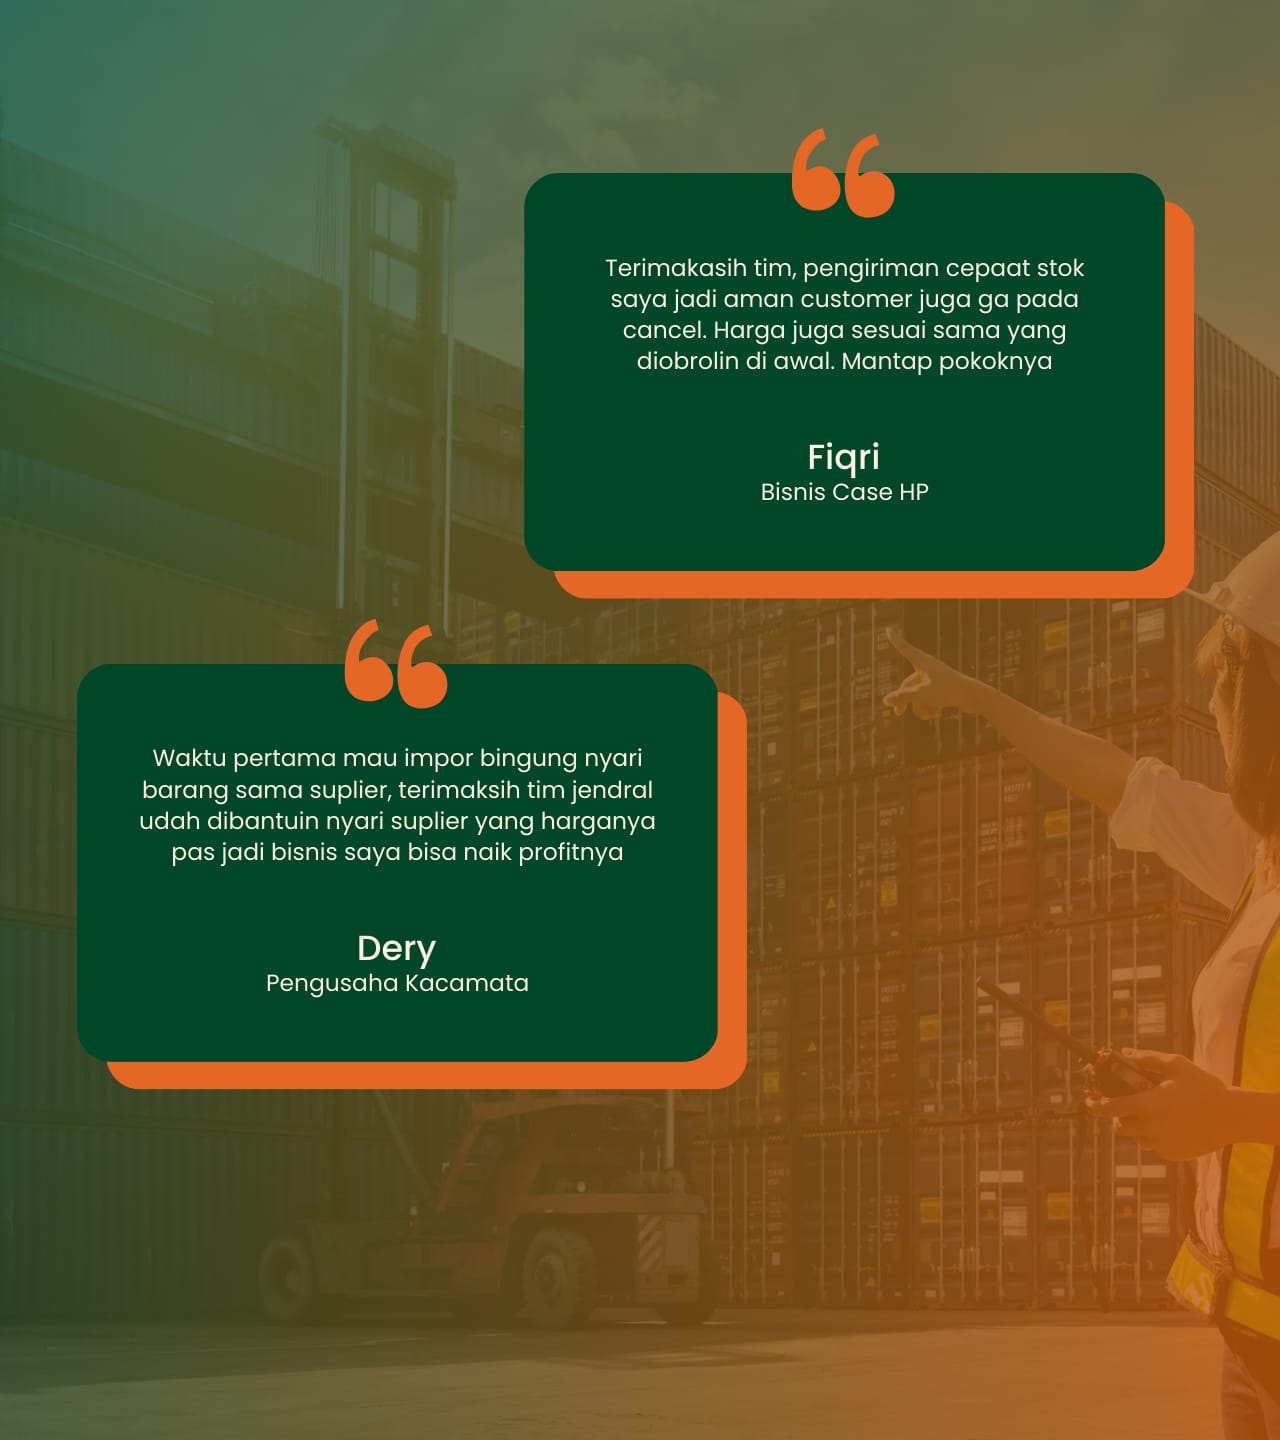 Terimakasih tim, pengiriman cepaat stok
saya jadi aman customer juga ga pada
cancel. Harga juga sesuai sama yang
diobrolin di awal. Mantap pokoknya
Fiqri
Bisnis Case HP
Waktu pertama mau impor bingung nyari
barang sama suplier, terimaksih tim jendral
udah dibantuin nyari suplier yang harganya
pas jadi bisnis saya bisa naik profitnya
Dery
Pengusaha Kacamata